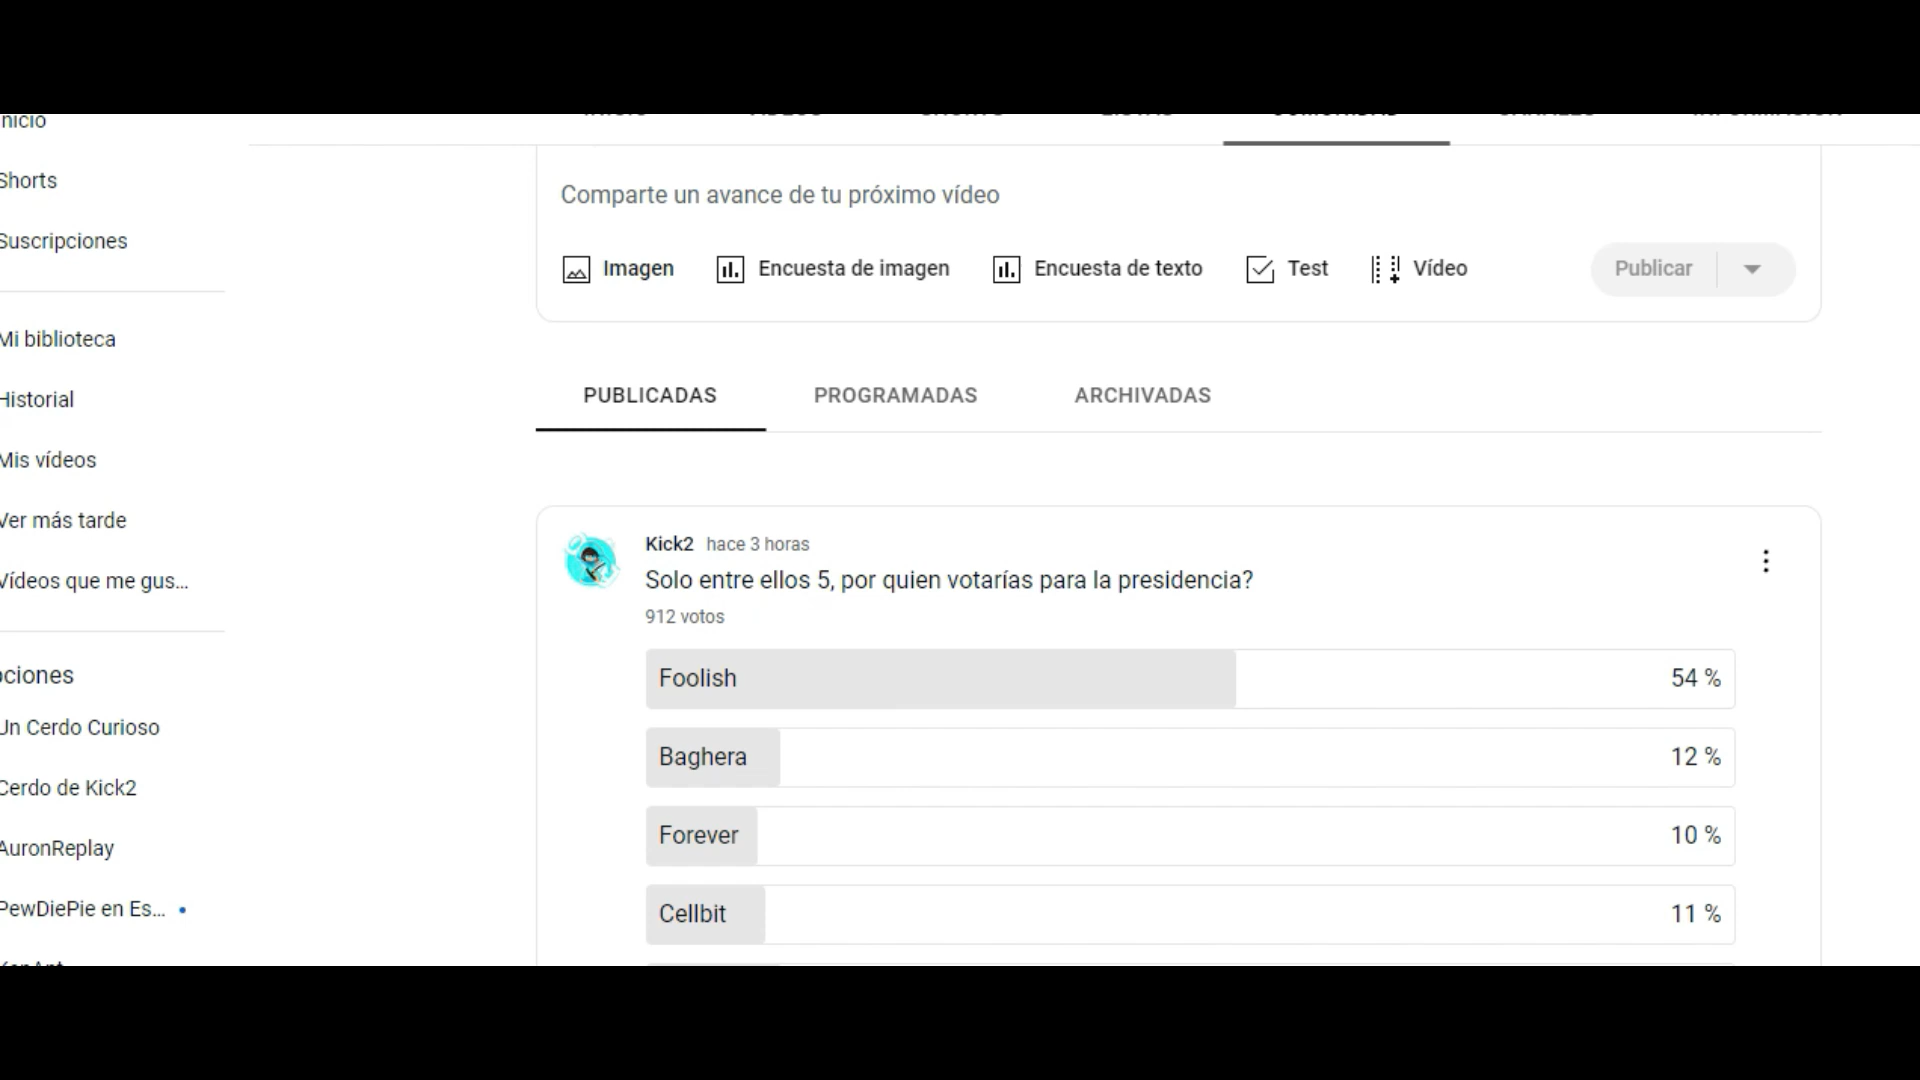 nicio
Shorts
Suscripciones
Mi biblioteca
Historial
Mis vídeos
Ver más tarde
Vídeos que me gus...
ociones
Un Cerdo Curioso
Cerdo de Kick2
AuronReplay
PewDiePie en Es...
COMUNIDAD
Comparte un avance de tu próximo vídeo
Imagen Encuesta de imagen Encuesta de texto Test Vídeo Publicar
PUBLICADAS PROGRAMADAS ARCHIVADAS
Kick2 hace 3 horas
Solo entre ellos 5, por quien votarías para la presidencia?
912 votos
Foolish 54 %
Baghera 12 %
Forever 10 %
Cellbit 11 %